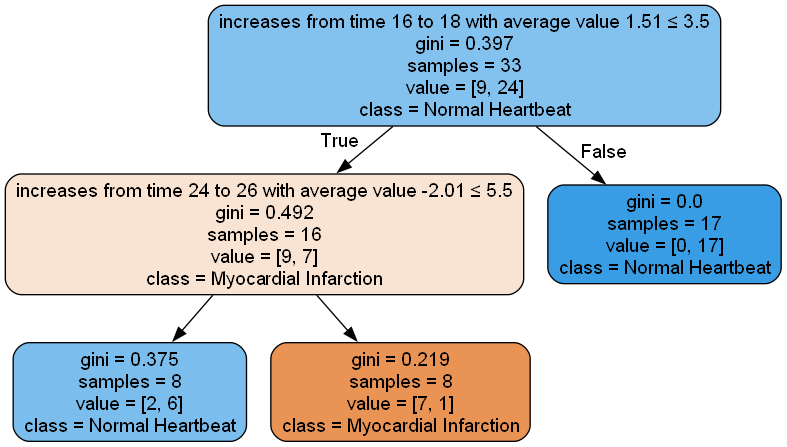 increases from time 16 to 18 with average value 1.51 ≤ 3.5
gini = 0.397
samples = 33
value = [9, 24]
class = Normal Heartbeat
True
False
increases from time 24 to 26 with average value -2.01 ≤ 5.5
gini = 0.492
samples = 16
value = [9, 7]
class = Myocardial Infarction
gini = 0.0
samples = 17
value = [0, 17]
class = Normal Heartbeat
gini = 0.375
samples = 8
value = [2, 6]
class = Normal Heartbeat
gini = 0.219
samples = 8
value = [7, 1]
class = Myocardial Infarction